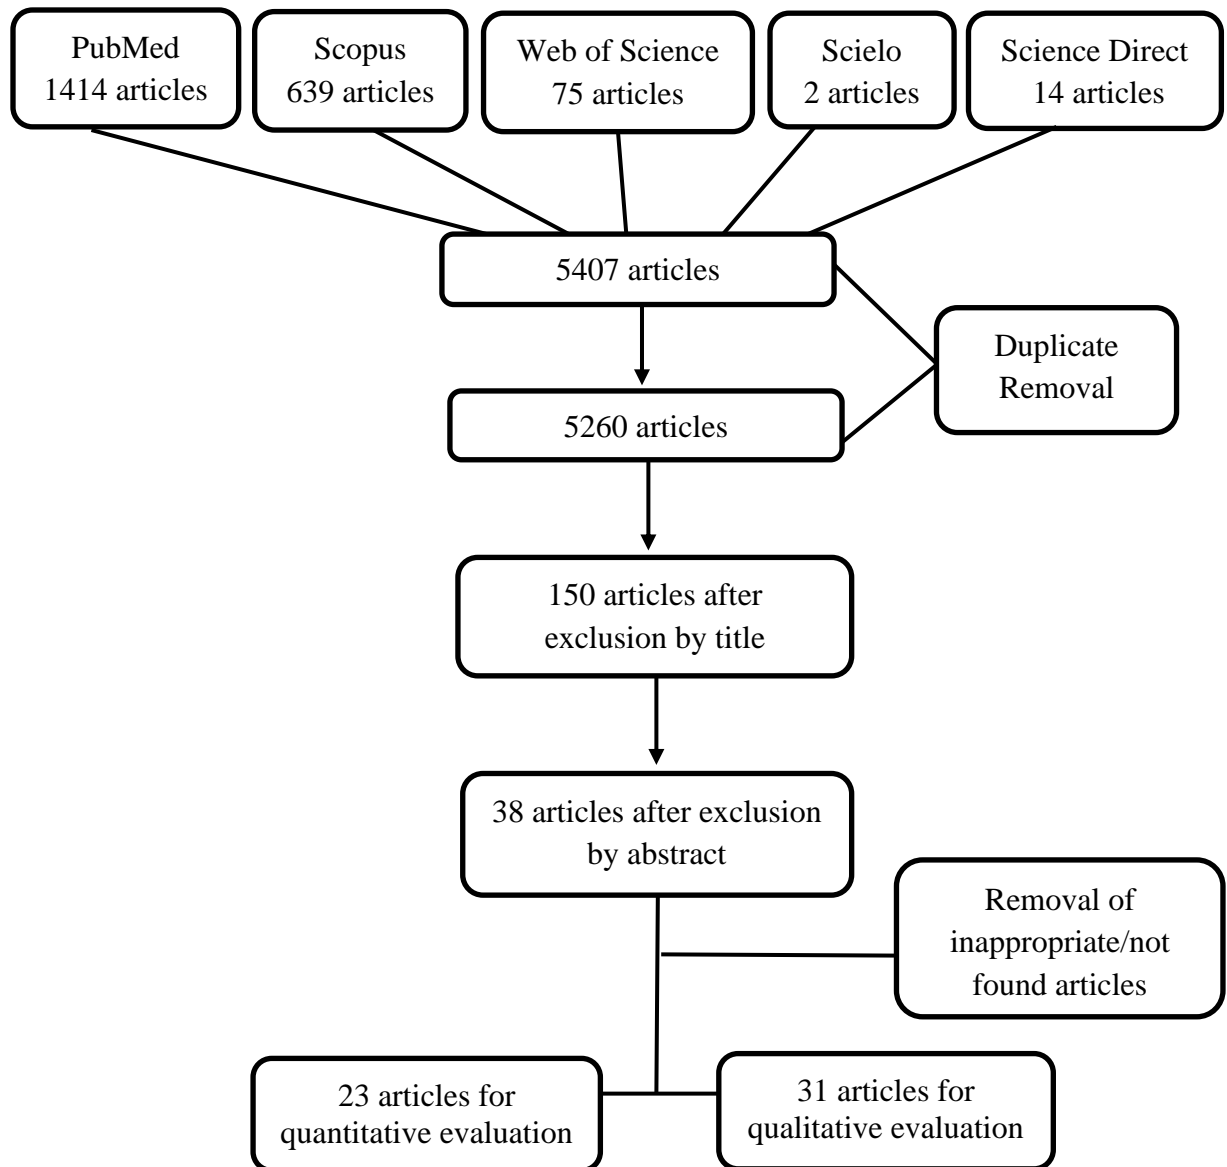 PubMed
1414 articles
Scopus
639 articles
Web of Science
75 articles
Scielo
2 articles
Science Direct
14 articles
5407 articles
Duplicate
Removal
5260 articles
150 articles after
exclusion by title
38 articles after exclusion
by abstract
Removal of
inappropriate/not
found articles
23 articles for
quantitative evaluation
31 articles for
qualitative evaluation